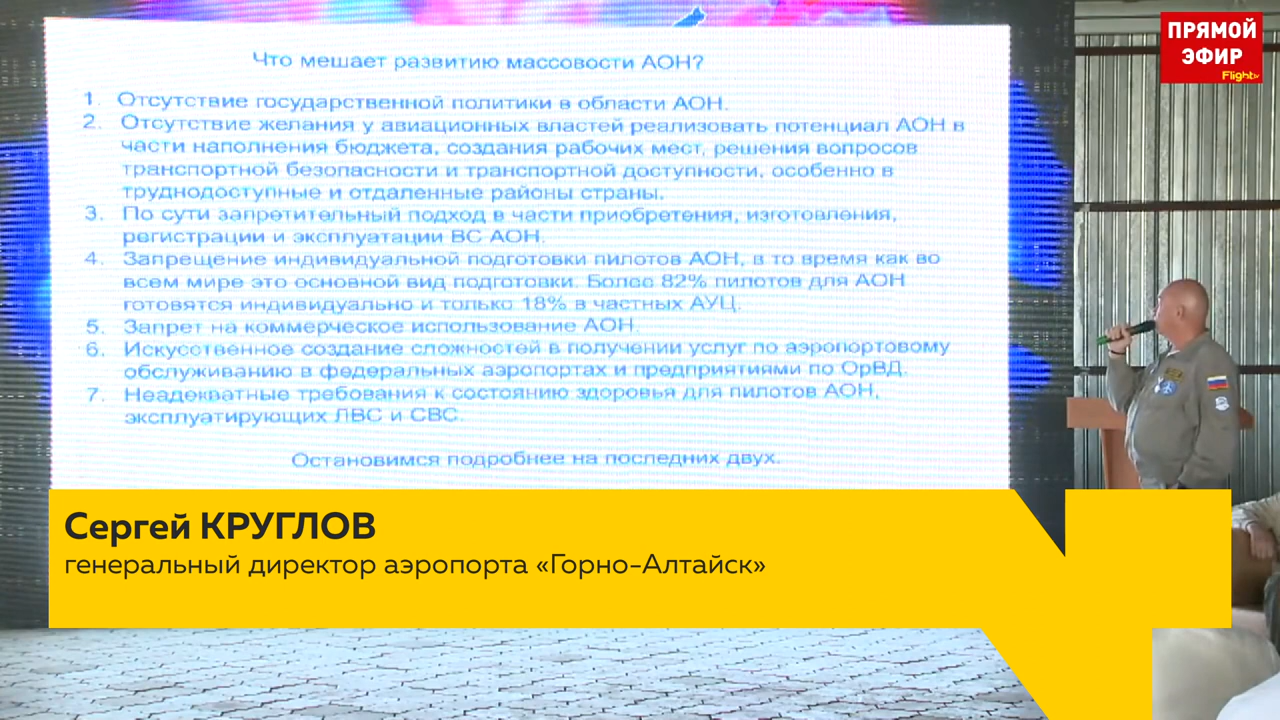 ПРЯМОЙ
ЭФИР
Flighttv
Что мешает развитию массовости АОН?
1. Отсутствие государственной политики в области АОН.
2. Отсутствие желания у авиационных властей реализовать потенциал АОН в
части наполнения бюджета, создания рабочих мест, решения вопросов
транспортной безопасности и транспортной доступности, особенно в
труднодоступные и отдаленные районы страны.
3. По сути запретительный подход в части приобретения, изготовления,
регистрации и эксплуатации ВС АОН.
4. Запрещение индивидуальной подготовки пилотов АОН, в то время как во
всем мире это основной вид подготовки. Более 82% пилотов для АОН
готовятся индивидуально и только 18% в частных АУЦ.
5. Запрет на коммерческое использование АОН.
6. Искусственное создание сложностей в получении услуг по аэропортовому
обслуживанию в федеральных аэропортах и предприятиями по ОрВД.
7. Неадекватные требования к состоянию здоровья для пилотов АОН,
эксплуатирующих ЛВС и СВС.
Остановимся подробнее на последних двух.
Сергей КРУГЛОВ
генеральный директор аэропорта «Горно-Алтайск»